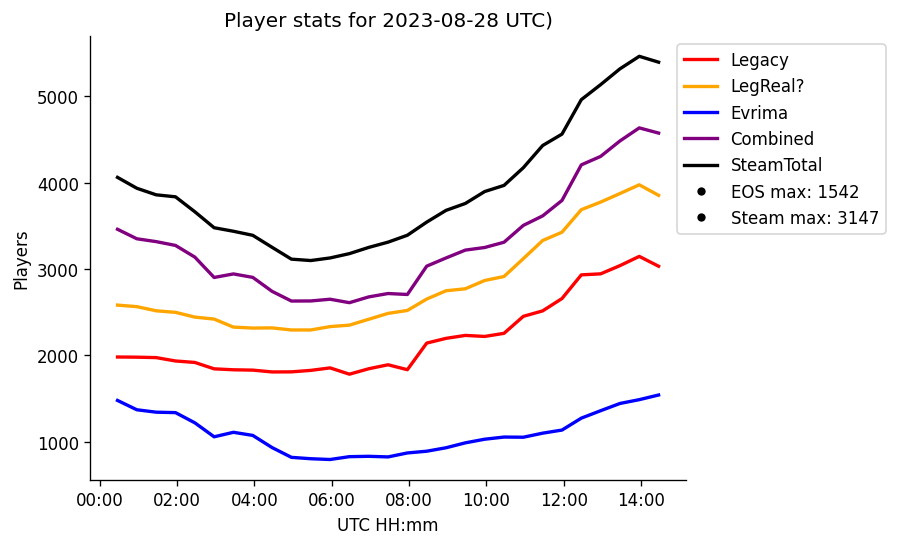 Player stats for 2023-08-28 UTC)
Legacy
LegReal?
Evrima
Combined
SteamTotal
EOS max: 1542
Steam max: 3147
Players
5000
4000
3000
2000
1000
00:00 02:00 04:00 06:00 08:00 10:00 12:00 14:00
UTC HH:mm